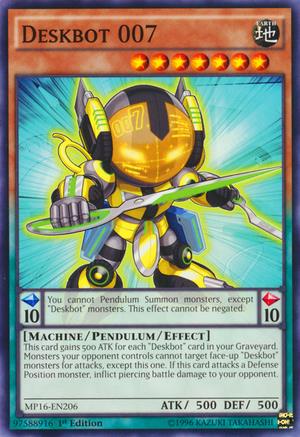 DESKBOT 007
EARTH
地
007
You cannot Pendulum Summon monsters, except
"Deskbot" monsters. This effect cannot be negated.
10
10
[MACHINE/PENDULUM/EFFECT]
This card gains 500 ATK for each "Deskbot" card in your Graveyard.
Monsters your opponent controls cannot target face-up "Deskbot"
monsters for attacks, except this one. If this card attacks a Defense
Position monster, inflict piercing battle damage to your opponent.
MP16-EN206
ATK/ 500 DEF/ 500
97588916 1st Edition
©1996 KAZUKI TAKAHASHI